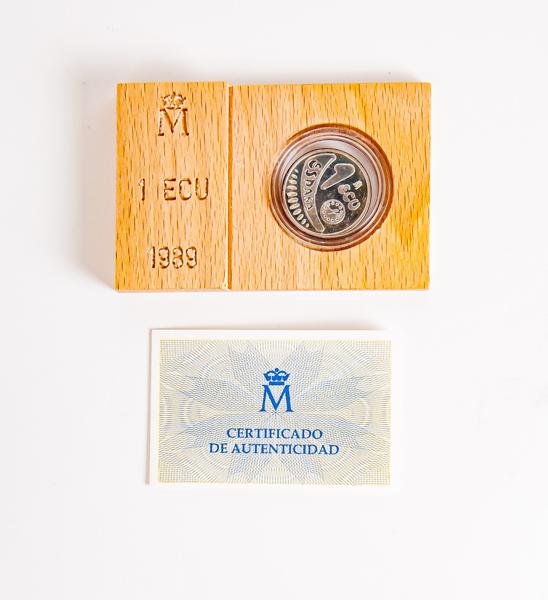 M
1 ECU
1989
ESPAÑA
1
ECU
M
CERTIFICADO
DE AUTENTICIDAD